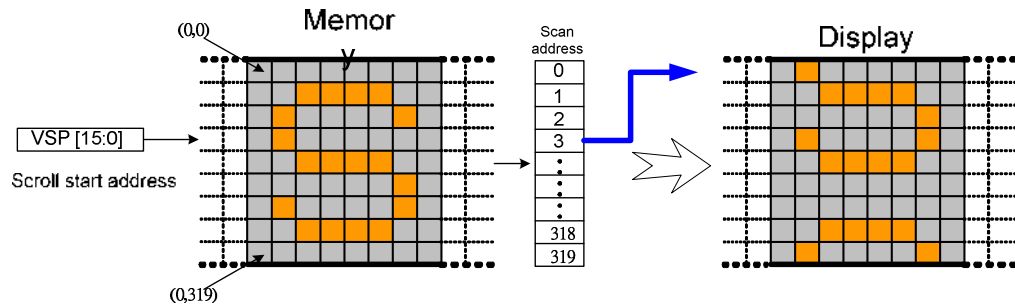 Memor
y
(0,0)
VSP [15:0]
Scroll start address
(0,319)
Scan
address
0
1
2
3
318
319
Display